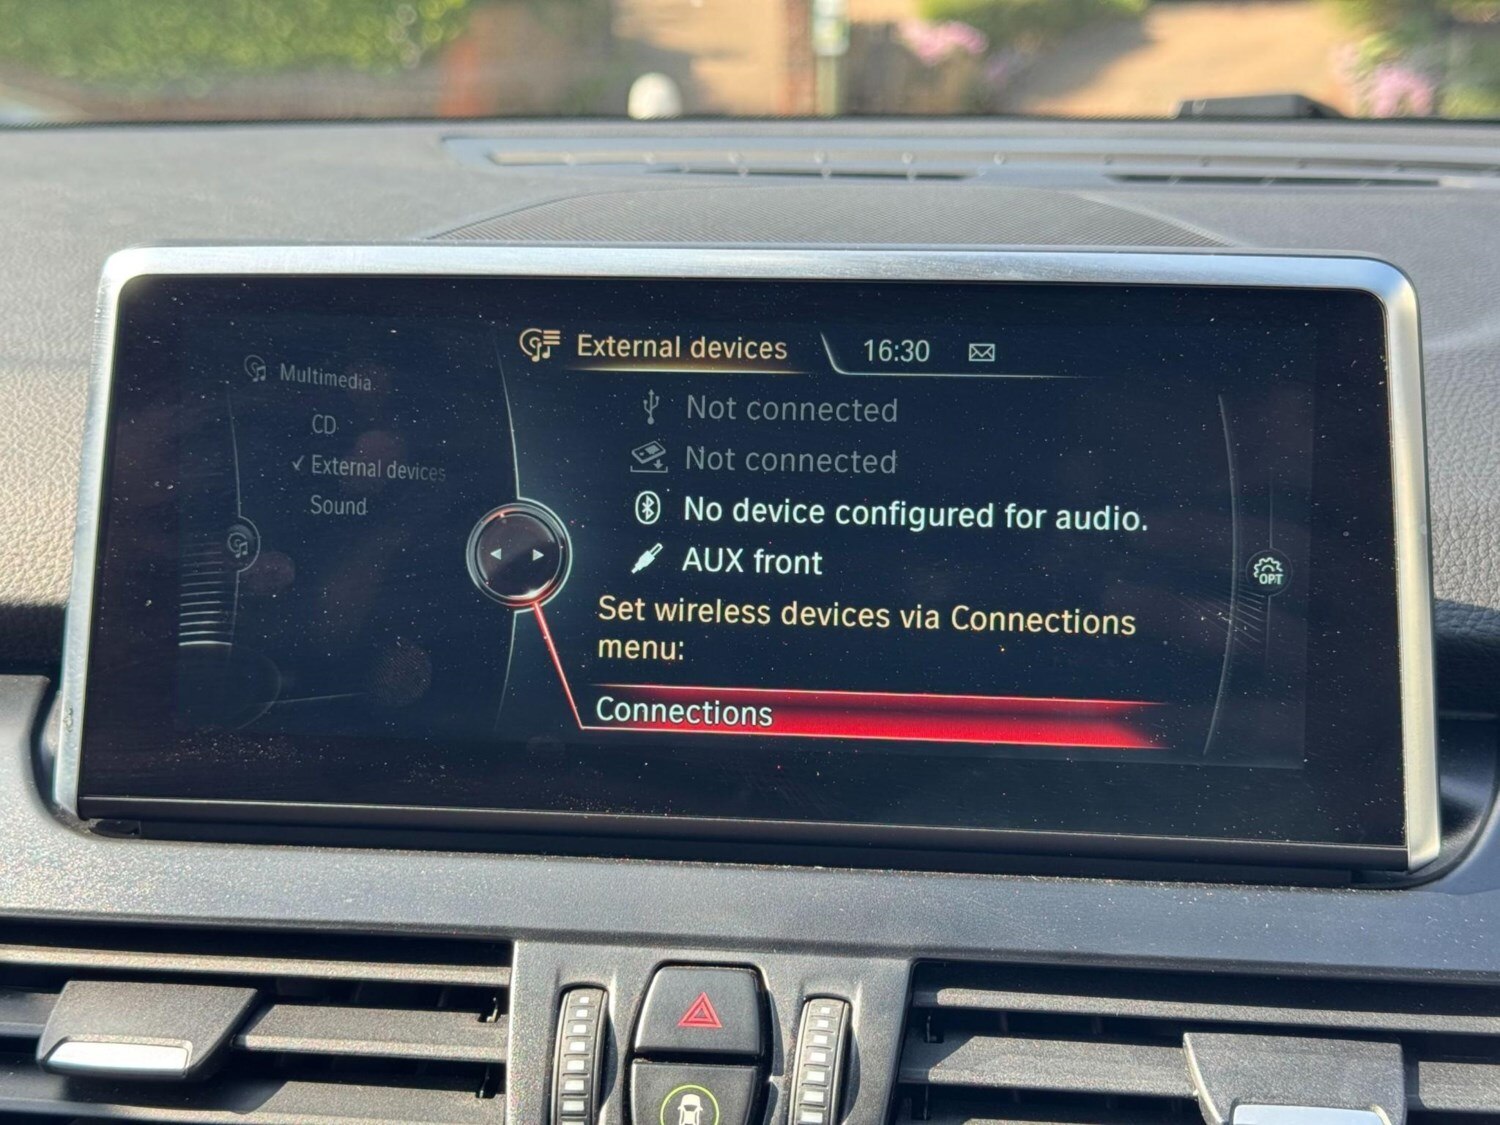 External devices
16:30
Multimedia
CD
✓ External devices
Sound
Not connected
Not connected
No device configured for audio.
AUX front
Set wireless devices via Connections
menu:
Connections
OPT